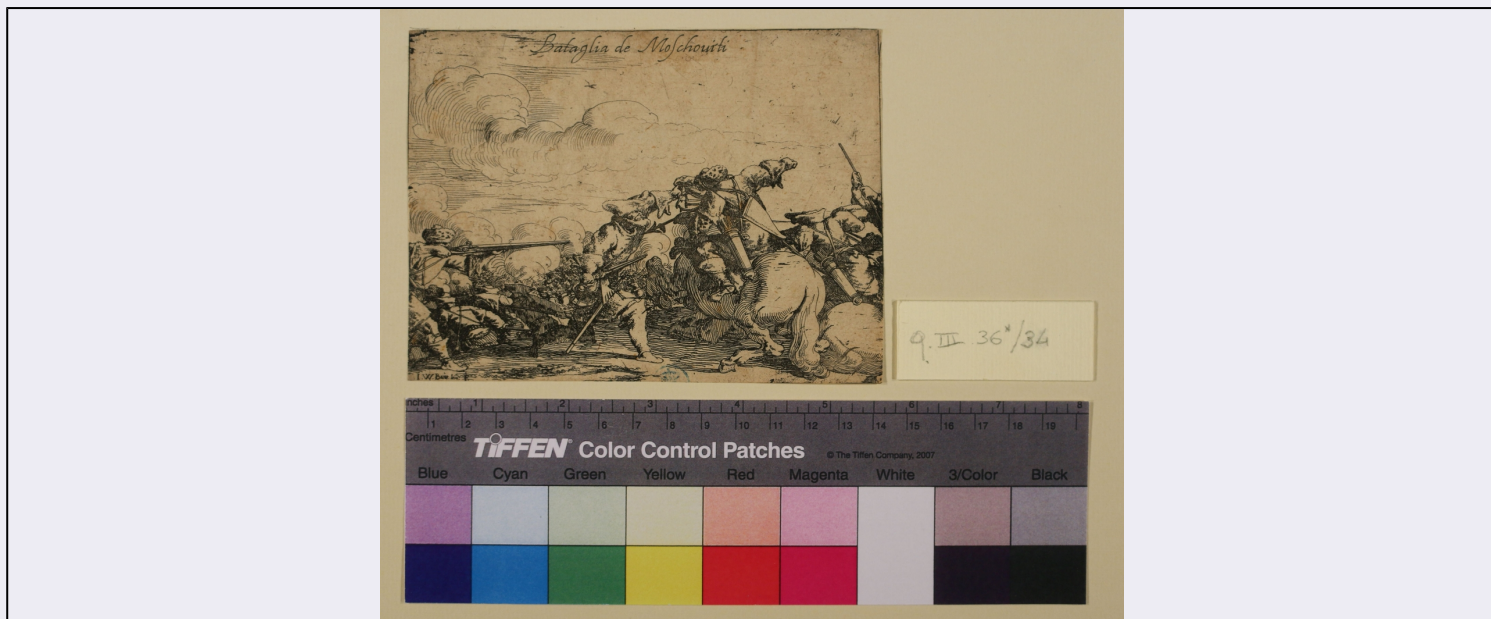 Bataglia de Moſchouiti
Q. III 36*/34
Inches 1 2 3 4 5 6 7 8
Centimetres 1 2 3 4 5 6 7 8 9 10 11 12 13 14 15 16 17 18 19
TIFFEN® Color Control Patches © The Tiffen Company, 2007
Blue Cyan Green Yellow Red Magenta White 3/Color Black